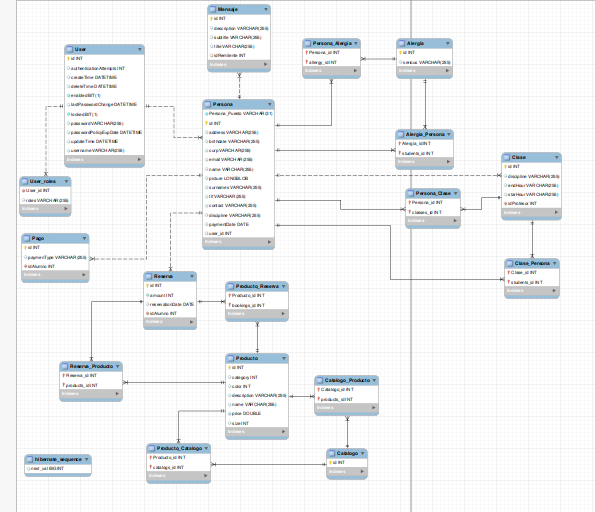 Mensaje
id INT
description VARCHAR(255)
subtitle VARCHAR(255)
title VARCHAR(255)
idRemitente INT
Indexes
User
id INT
authenticationAttempts INT
createTime DATETIME
deleteTime DATETIME
enabled BIT(1)
lastPasswordChange DATETIME
locked BIT(1)
password VARCHAR(255)
passwordPolicyExpDate DATETIME
updateTime DATETIME
username VARCHAR(255)
Indexes
Persona_Alergia
Persona_id INT
allergy_id INT
Indexes
Alergia
id INT
VARCHAR(255)
Indexes
Persona
Persona_Puesto VARCHAR(31)
id INT
address VARCHAR(255)
birthdate VARCHAR(255)
curp VARCHAR(255)
email VARCHAR(255)
name VARCHAR(255)
picture LONGBLOB
surnames VARCHAR(255)
VARCHAR(255)
contact VARCHAR(255)
discipline VARCHAR(255)
paymentDate DATE
user_id INT
Indexes
Alergia_Persona
Alergia_id INT
students_id INT
Indexes
Clase
id INT
discipline VARCHAR(255)
endHour VARCHAR(255)
startHour VARCHAR(255)
idProfesor INT
Indexes
User_roles
User_id INT
roles VARCHAR(255)
Indexes
Persona_Clase
Persona_id INT
classes_id INT
Indexes
Pago
id INT
paymentType VARCHAR(255)
idAlumno INT
Indexes
Clase_Persona
Clase_id INT
students_id INT
Indexes
Reserva
id INT
amount INT
reservationDate DATE
idAlumno INT
Indexes
Producto_Reserva
Producto_id INT
bookings_id INT
Indexes
Reserva_Producto
Reserva_id INT
products_id INT
Indexes
Producto
id INT
category INT
color INT
description VARCHAR(255)
name VARCHAR(255)
price DOUBLE
size INT
Indexes
Catalogo_Producto
Catalogo_id INT
products_id INT
Indexes
Producto_Catalogo
Producto_id INT
catalogs_id INT
Indexes
Catalogo
id INT
Indexes
hibernate_sequence
next_val BIGINT
Indexes